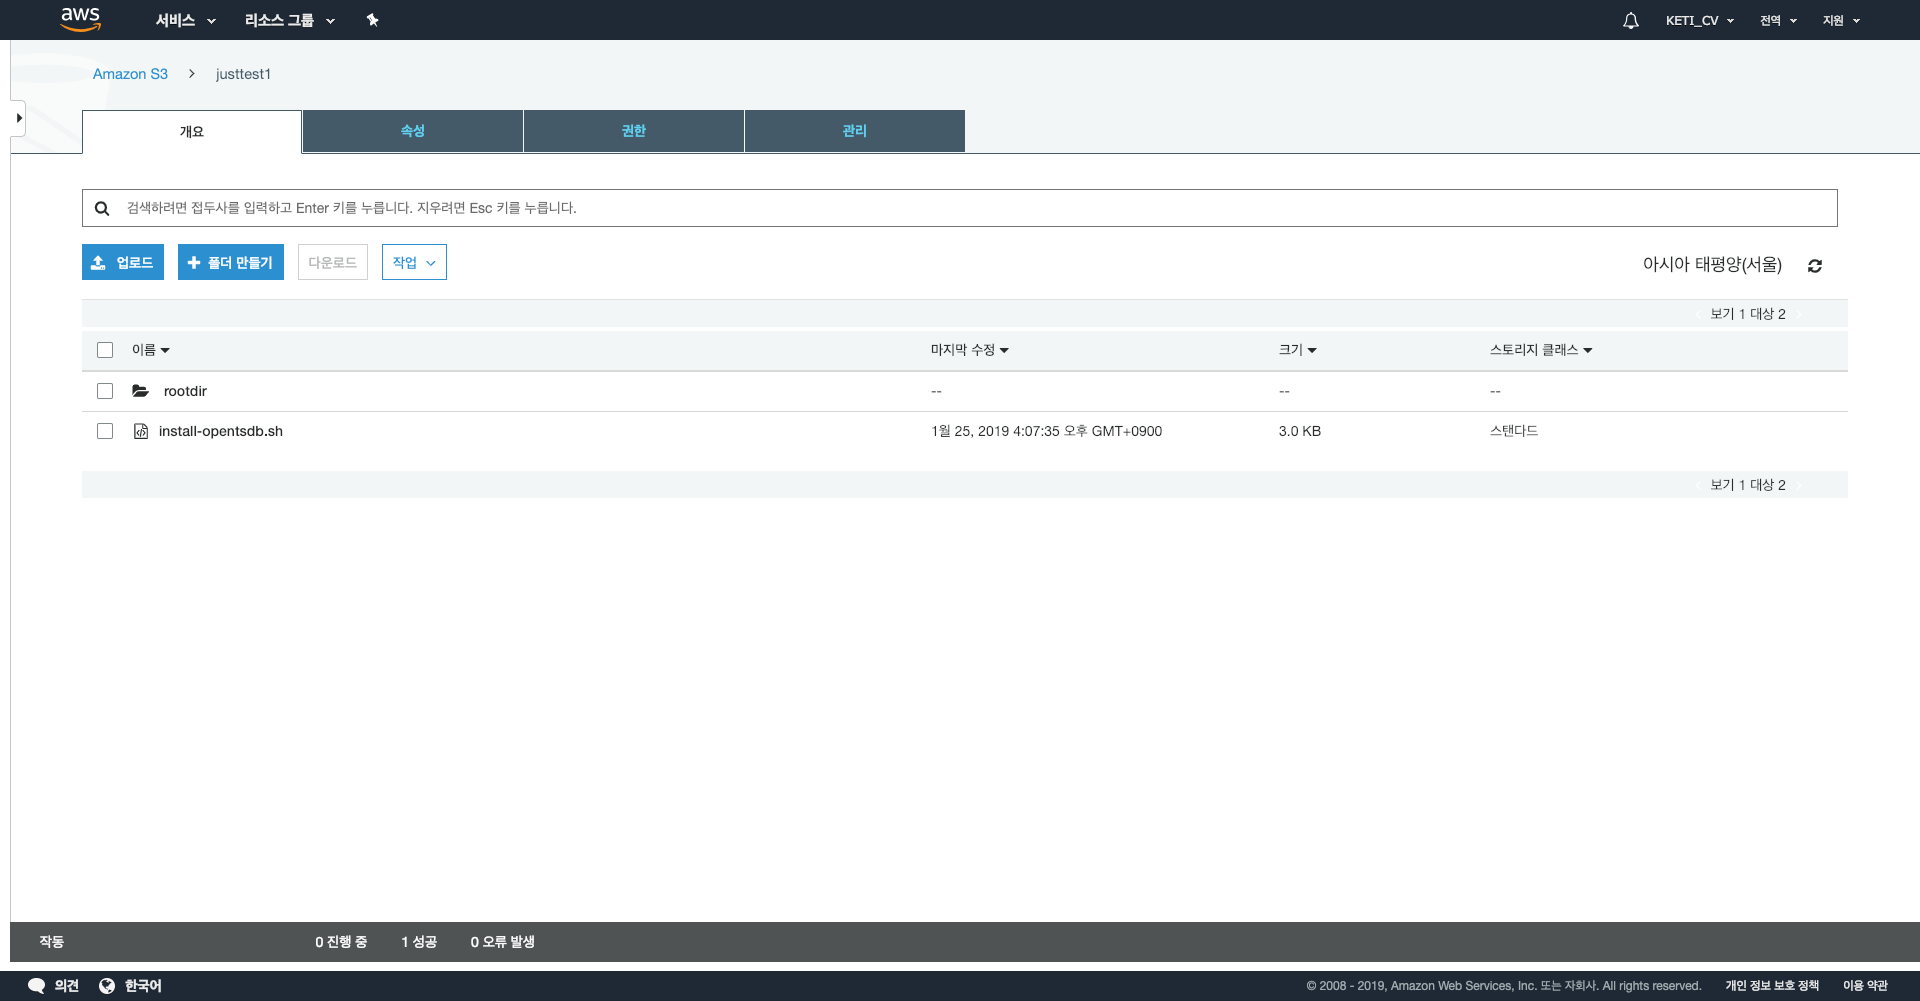 aws 서비스 리소스 그룹 KETI_CV 전역 지원
Amazon S3 justtest1
개요 속성 권한 관리
검색하려면 접두사를 입력하고 Enter 키를 누릅니다. 지우려면 Esc 키를 누릅니다.
업로드 폴더 만들기 다운로드 작업 아시아 태평양(서울)
보기 1 대상 2
이름 마지막 수정 크기 스토리지 클래스
rootdir -- -- --
install-opentsdb.sh 1월 25, 2019 4:07:35 오후 GMT+0900 3.0 KB 스탠다드
보기 1 대상 2
작동 0 진행 중 1 성공 0 오류 발생
의견 한국어 © 2008 - 2019, Amazon Web Services, Inc. 또는 자회사. All rights reserved. 개인 정보 보호 정책 이용 약관